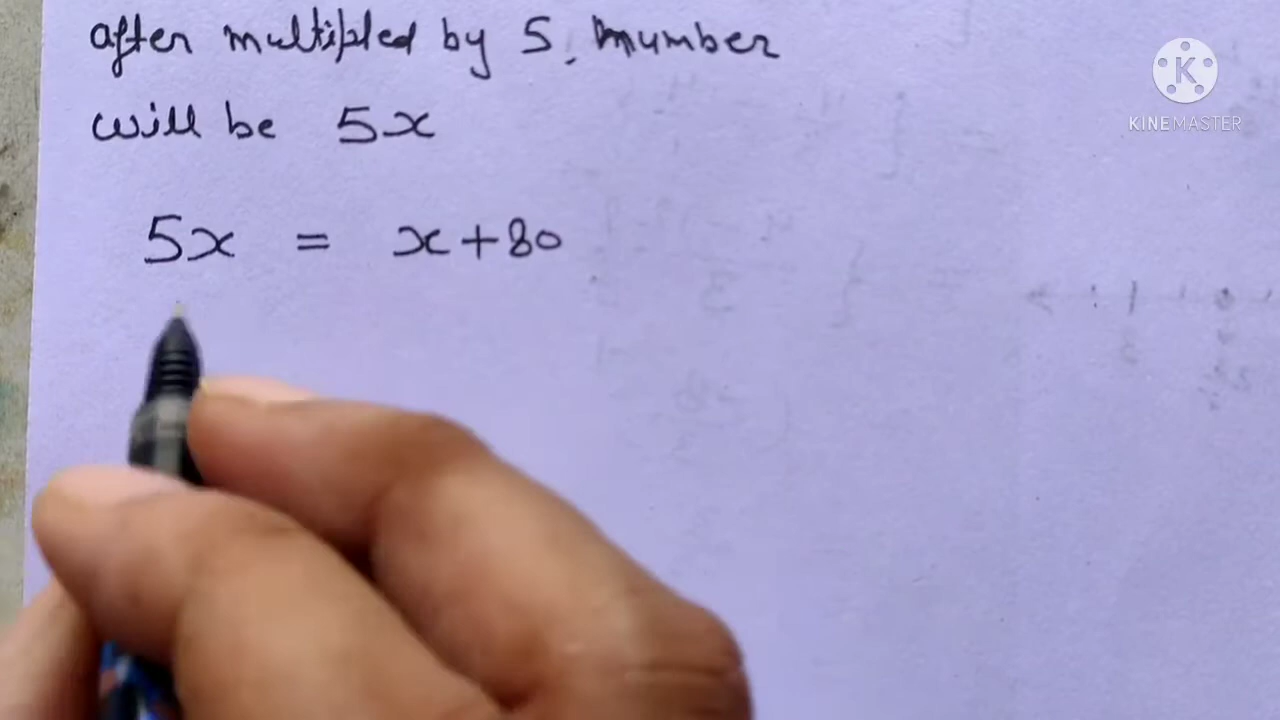 after multipled by 5, number
will be 5x
5x = x+80
KINEMASTER